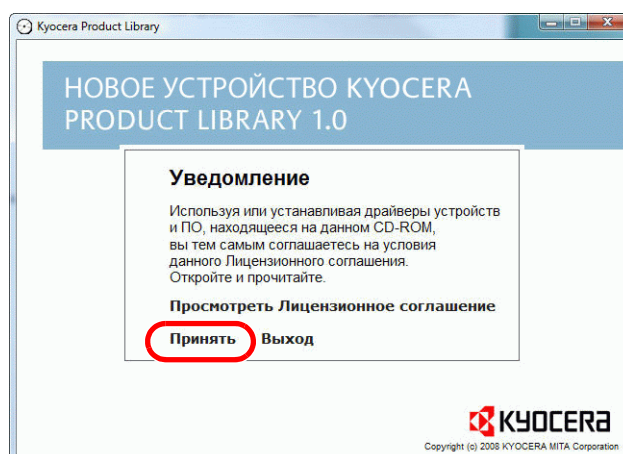 Kyocera Product Library
НОВОЕ УСТРОЙСТВО KYOCERA
PRODUCT LIBRARY 1.0
Уведомление
Используя или устанавливая драйверы устройств
и ПО, находящееся на данном CD-ROM,
вы тем самым соглашаетесь на условия
данного Лицензионного соглашения.
Откройте и прочитайте.
Просмотреть Лицензионное соглашение
Принять Выход
KYOCERA
Copyright (c) 2008 KYOCERA MITA Corporation